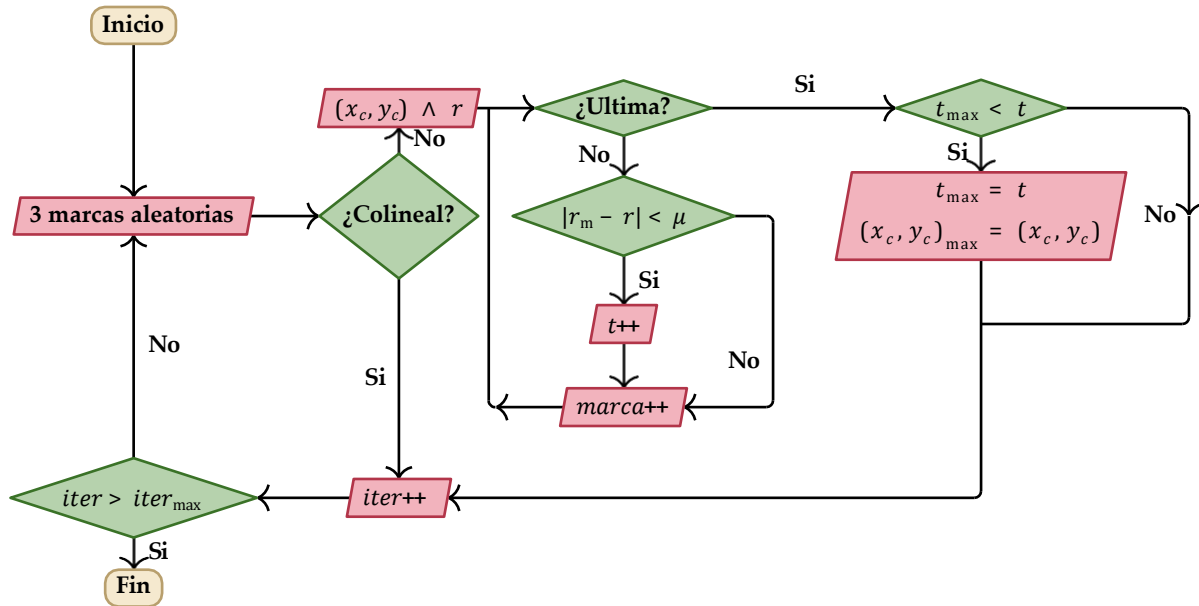 Inicio
3 marcas aleatorias
¿Colineal?
No
(x_c, y_c) ∧ r
¿Ultima?
Si
t_max < t
No
Si
|r_m − r| < μ
t_max = t
(x_c, y_c)_max = (x_c, y_c)
No
Si
t++
No
marca++
No
Si
iter > iter_max
iter++
Si
Fin